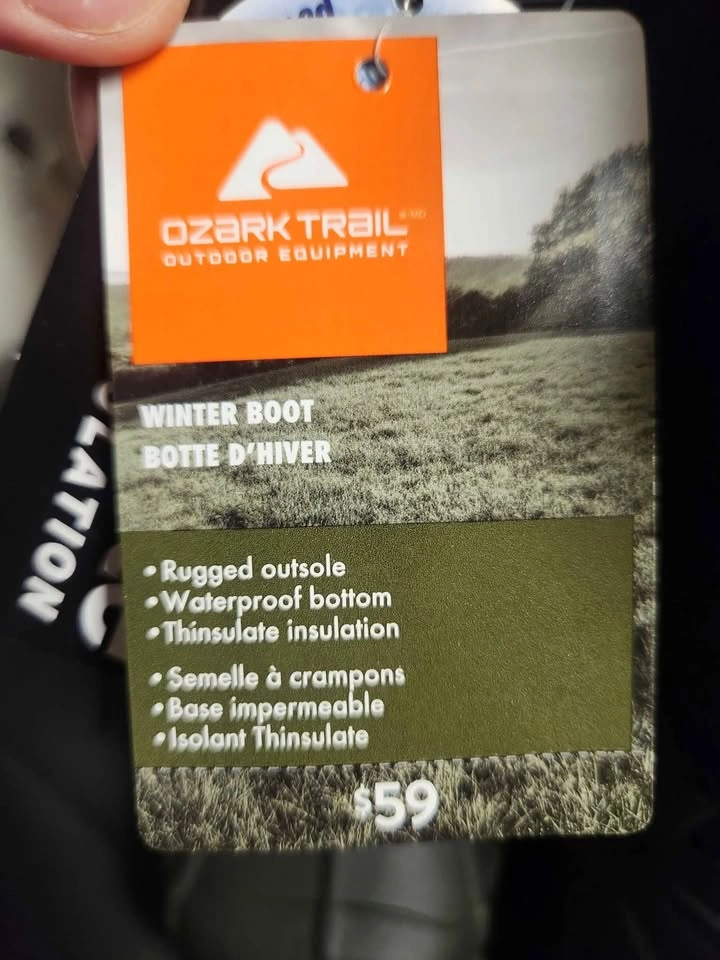 OZARK TRAIL
OUTDOOR EQUIPMENT
WINTER BOOT
BOTTE D'HIVER
• Rugged outsole
• Waterproof bottom
• Thinsulate insulation
• Semelle à crampons
• Base imperméable
• Isolant Thinsulate
$59
LATION